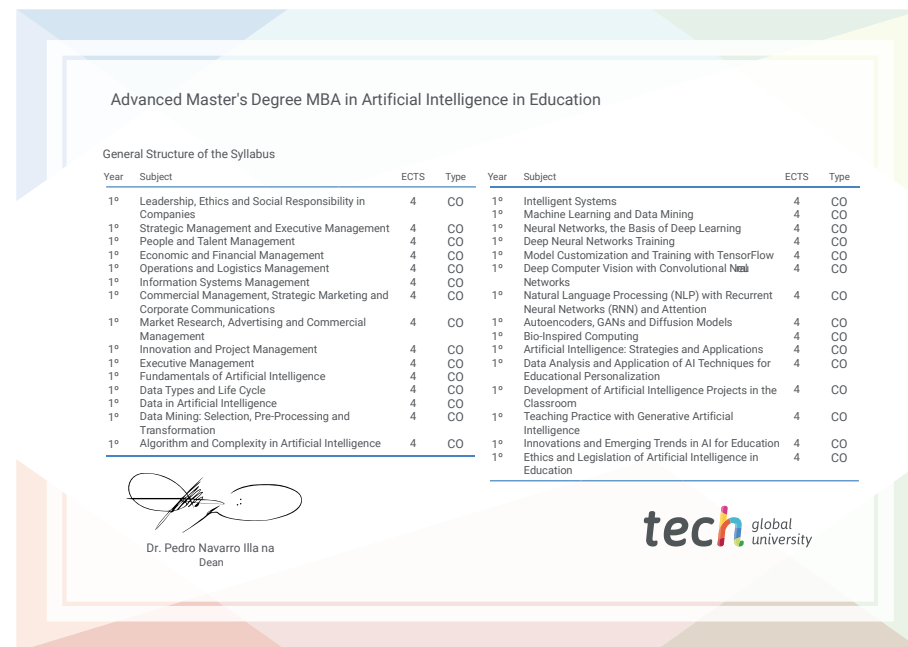 Advanced Master's Degree MBA in Artificial Intelligence in Education
General Structure of the Syllabus
Year Subject ECTS Type
1º Leadership, Ethics and Social Responsibility in 4 CO
Companies
1º Strategic Management and Executive Management 4 CO
1º People and Talent Management 4 CO
1º Economic and Financial Management 4 CO
1º Operations and Logistics Management 4 CO
1º Information Systems Management 4 CO
1º Commercial Management, Strategic Marketing and 4 CO
Corporate Communications
1º Market Research, Advertising and Commercial 4 CO
Management
1º Innovation and Project Management 4 CO
1º Executive Management 4 CO
1º Fundamentals of Artificial Intelligence 4 CO
1º Data Types and Life Cycle 4 CO
1º Data in Artificial Intelligence 4 CO
1º Data Mining: Selection, Pre-Processing and 4 CO
Transformation
1º Algorithm and Complexity in Artificial Intelligence 4 CO
Year Subject ECTS Type
1º Intelligent Systems 4 CO
1º Machine Learning and Data Mining 4 CO
1º Neural Networks, the Basis of Deep Learning 4 CO
1º Deep Neural Networks Training 4 CO
1º Model Customization and Training with TensorFlow 4 CO
1º Deep Computer Vision with Convolutional 4 CO
Networks
1º Natural Language Processing (NLP) with Recurrent 4 CO
Neural Networks (RNN) and Attention
1º Autoencoders, GANs and Diffusion Models 4 CO
1º Bio-Inspired Computing 4 CO
1º Artificial Intelligence: Strategies and Applications 4 CO
1º Data Analysis and Application of AI Techniques for 4 CO
Educational Personalization
1º Development of Artificial Intelligence Projects in the 4 CO
Classroom
1º Teaching Practice with Generative Artificial 4 CO
Intelligence
1º Innovations and Emerging Trends in AI for Education 4 CO
1º Ethics and Legislation of Artificial Intelligence in 4 CO
Education
Dr. Pedro Navarro Illa na
Dean
tech global
university